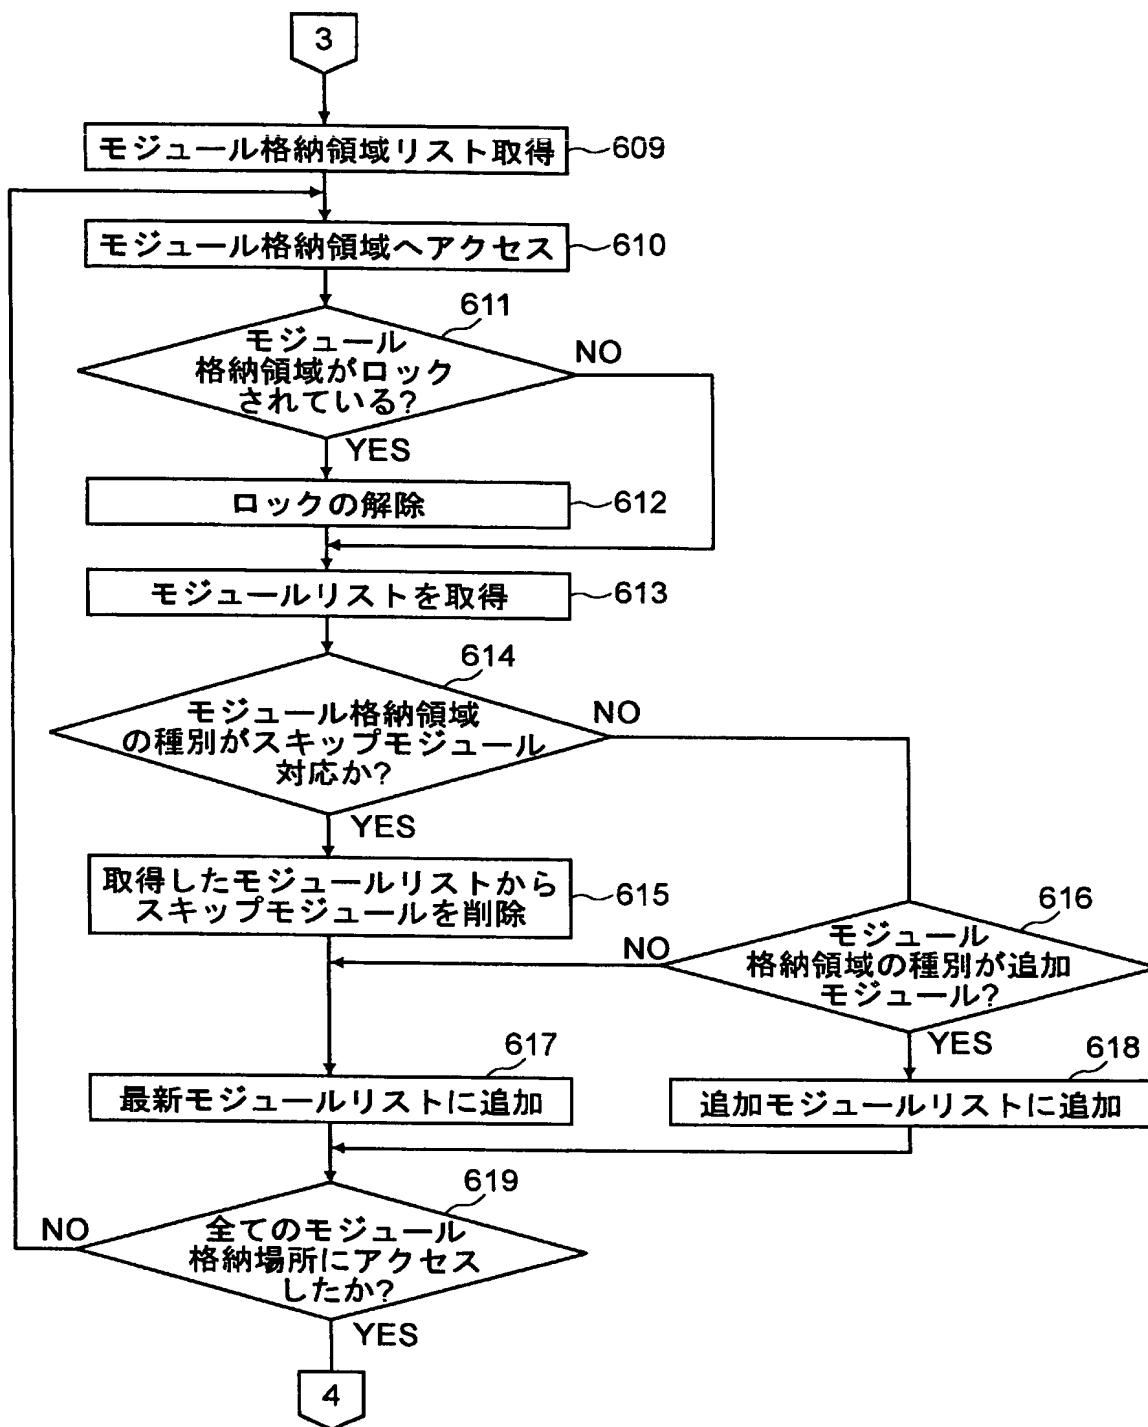 3
モジュール格納領域リスト取得
609
モジュール格納領域へアクセス
610
611
モジュール
格納領域がロック
されている?
NO
YES
ロックの解除
612
モジュールリストを取得
613
614
モジュール格納領域
の種別がスキップモジュール
対応か?
NO
YES
取得したモジュールリストから
スキップモジュールを削除
615
616
モジュール
格納領域の種別が追加
モジュール?
NO
YES
617
最新モジュールリストに追加
618
追加モジュールリストに追加
619
全てのモジュール
格納場所にアクセス
したか?
NO
YES
4